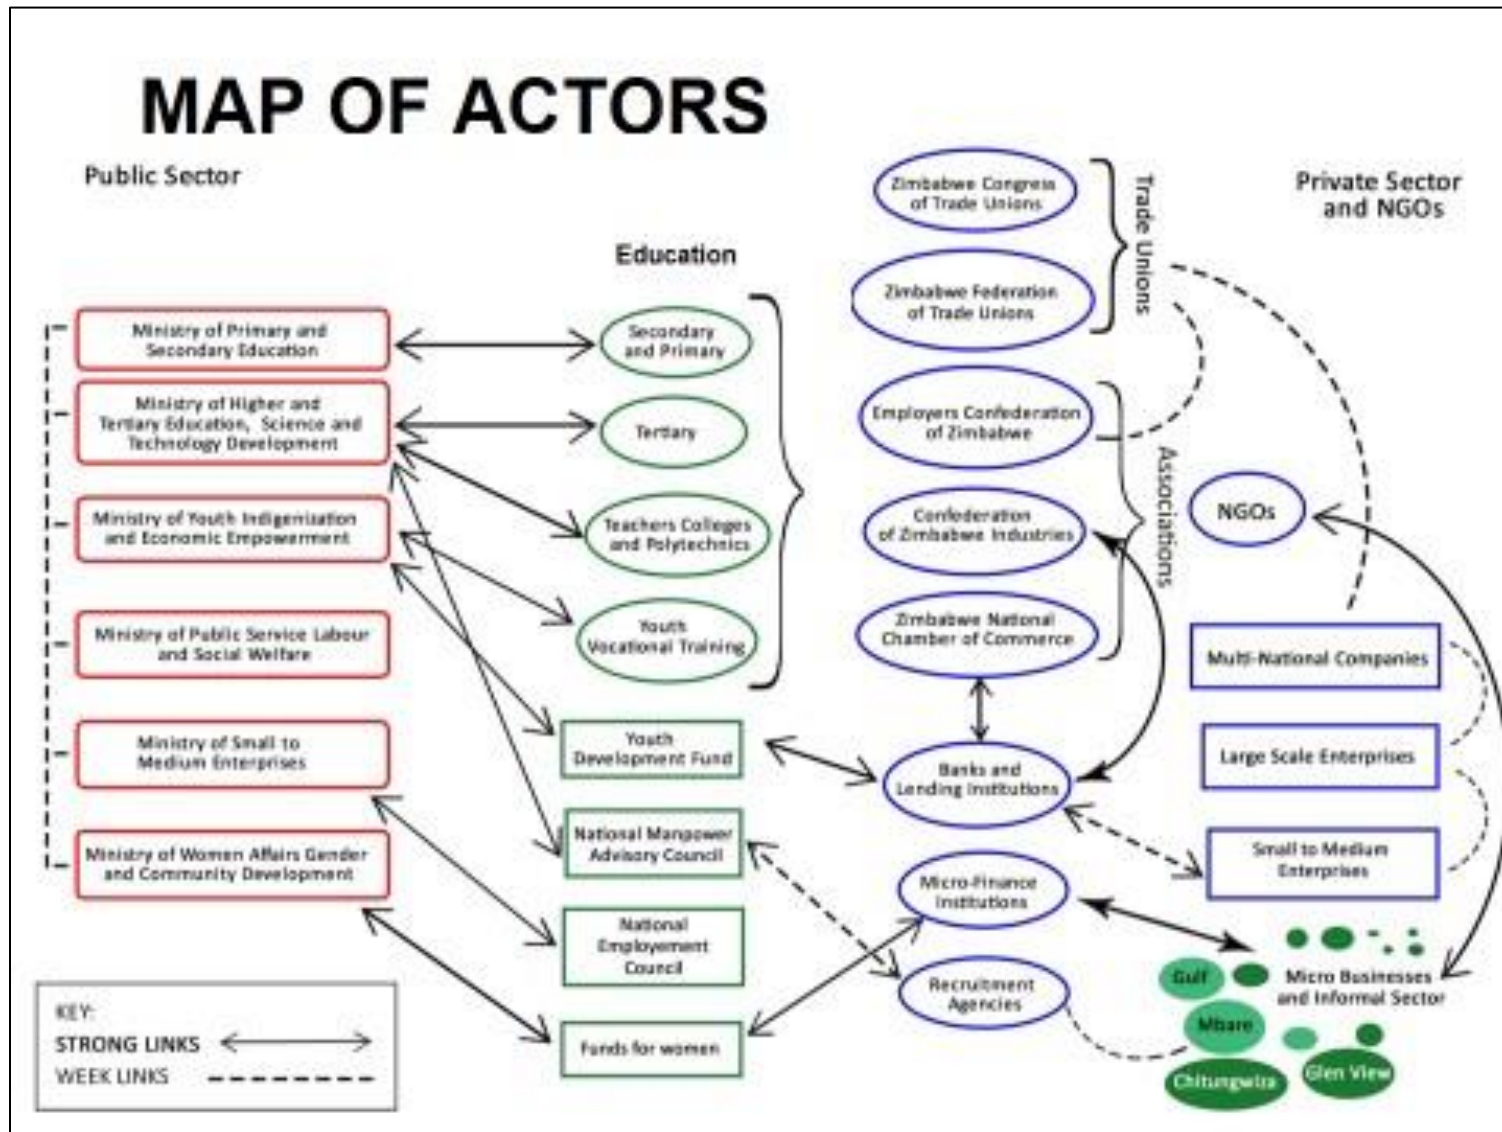 MAP OF ACTORS
Public Sector
Education
Private Sector
and NGOs
Ministry of Primary and
Secondary Education
Ministry of Higher and
Tertiary Education, Science and
Technology Development
Ministry of Youth Indigenization
and Economic Empowerment
Ministry of Public Service Labour
and Social Welfare
Ministry of Small to
Medium Enterprises
Ministry of Women Affairs Gender
and Community Development
KEY:
STRONG LINKS
WEEK LINKS
Secondary
and Primary
Tertiary
Teachers Colleges
and Polytechnics
Youth
Vocational Training
Youth
Development Fund
National Manpower
Advisory Council
National
Employement
Council
Funds for women
Zimbabwe Congress
of Trade Unions
Zimbabwe Federation
of Trade Unions
Trade Unions
Employers Confederation
of Zimbabwe
Confederation
of Zimbabwe Industries
Zimbabwe National
Chamber of Commerce
Associations
Banks and
Lending Institutions
Micro-Finance
Institutions
Recruitment
Agencies
NGOs
Multi-National Companies
Large Scale Enterprises
Small to Medium
Enterprises
Micro Businesses
and Informal Sector
Gulf
Mbare
Chitungwiza
Glen View